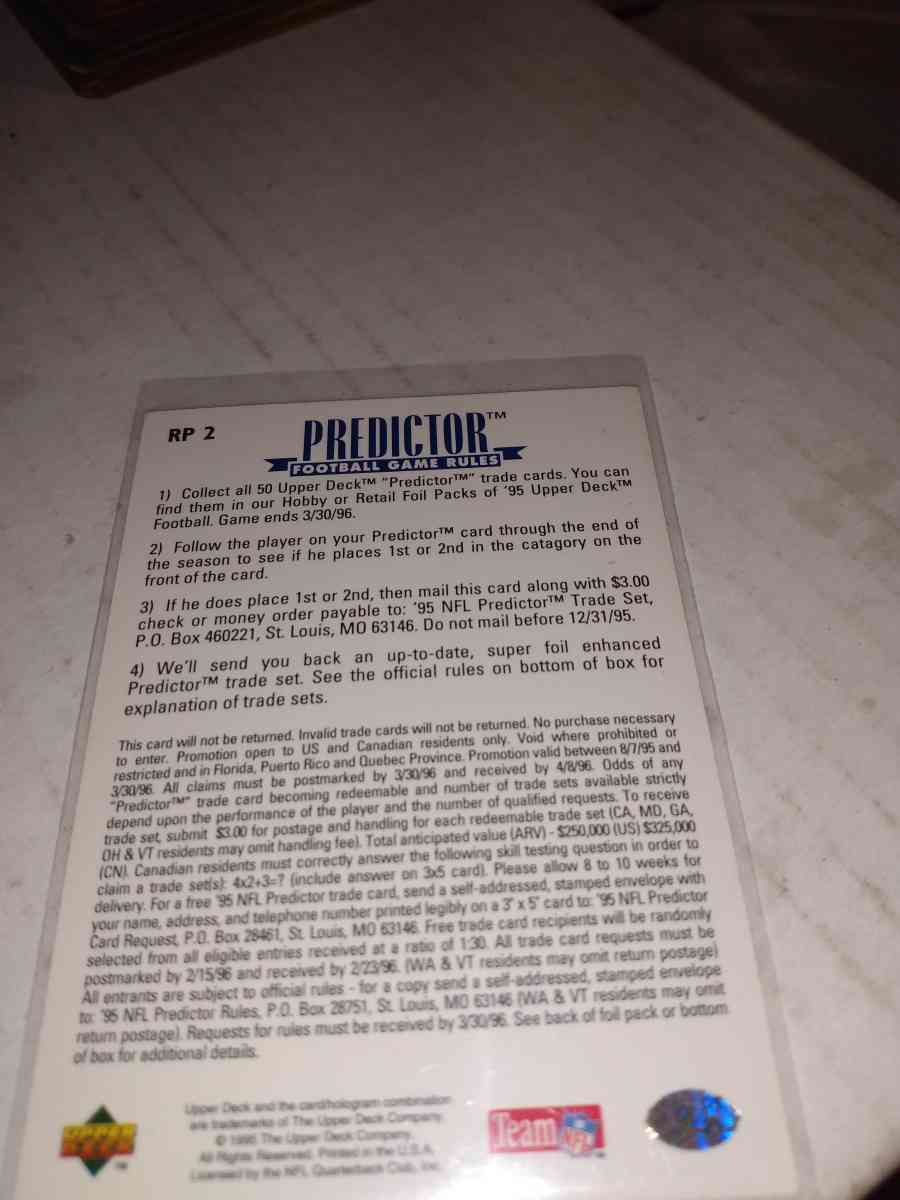 RP 2
PREDICTOR™
FOOTBALL GAME RULES
1) Collect all 50 Upper Deck™ "Predictor™" trade cards. You can
find them in our Hobby or Retail Foil Packs of '95 Upper Deck™
Football. Game ends 3/30/96.
2) Follow the player on your Predictor™ card through the end of
the season to see if he places 1st or 2nd in the catagory on the
front of the card.
3) If he does place 1st or 2nd, then mail this card along with $3.00
check or money order payable to: '95 NFL Predictor™ Trade Set,
P.O. Box 460221, St. Louis, MO 63146. Do not mail before 12/31/95.
4) We'll send you back an up-to-date, super foil enhanced
Predictor™ trade set. See the official rules on bottom of box for
explanation of trade sets.
This card will not be returned. Invalid trade cards will not be returned. No purchase necessary
to enter. Promotion open to US and Canadian residents only. Void where prohibited or
restricted and in Florida, Puerto Rico and Quebec Province. Promotion valid between 8/7/95 and
3/30/96. All claims must be postmarked by 3/30/96 and received by 4/8/96. Odds of any
"Predictor™" trade card becoming redeemable and number of trade sets available strictly
depend upon the performance of the player and the number of qualified requests. To receive
trade set, submit $3.00 for postage and handling for each redeemable trade set (CA, MD, GA,
OH & VT residents may omit handling fee). Total anticipated value (ARV) - $250,000 (US) $325,000
(CN). Canadian residents must correctly answer the following skill testing question in order to
claim a trade set(s): 4x2+3=? (include answer on 3x5 card). Please allow 8 to 10 weeks for
delivery. For a free '95 NFL Predictor trade card, send a self-addressed, stamped envelope with
your name, address, and telephone number printed legibly on a 3" x 5" card to: '95 NFL Predictor
Card Request, P.O. Box 28461, St. Louis, MO 63146. Free trade card recipients will be randomly
selected from all eligible entries received at a ratio of 1:30. All trade card requests must be
postmarked by 2/15/96 and received by 2/23/96. (WA & VT residents may omit return postage)
All entrants are subject to official rules - for a copy send a self-addressed, stamped envelope
to: '95 NFL Predictor Rules, P.O. Box 28751, St. Louis, MO 63146 (WA & VT residents may omit
return postage). Requests for rules must be received by 3/30/96. See back of foil pack or bottom
of box for additional details.
Upper Deck and the card/hologram combination
are trademarks of The Upper Deck Company.
© 1995 The Upper Deck Company.
All Rights Reserved. Printed in the U.S.A.
Licensed by the NFL Quarterback Club, Inc.
UPPER DECK™
Team NFL